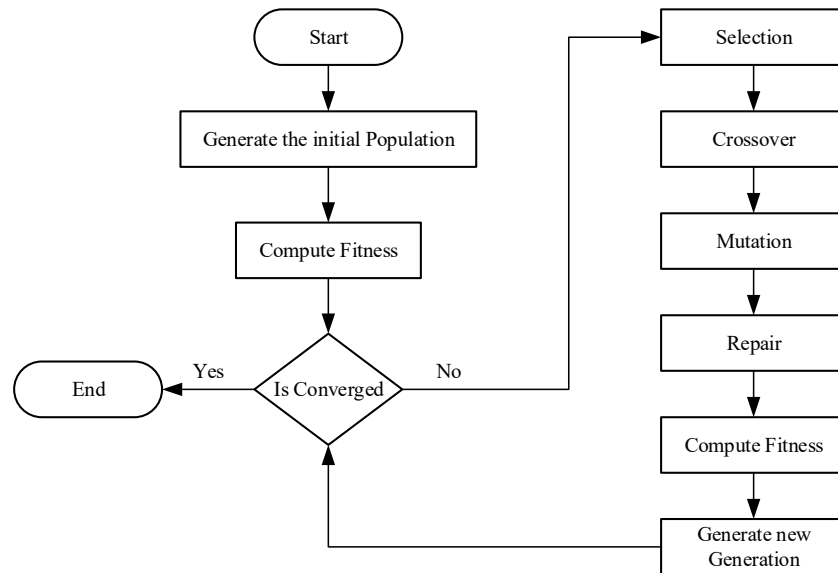 Start
Generate the initial Population
Compute Fitness
Is Converged
Yes
No
End
Selection
Crossover
Mutation
Repair
Compute Fitness
Generate new
Generation